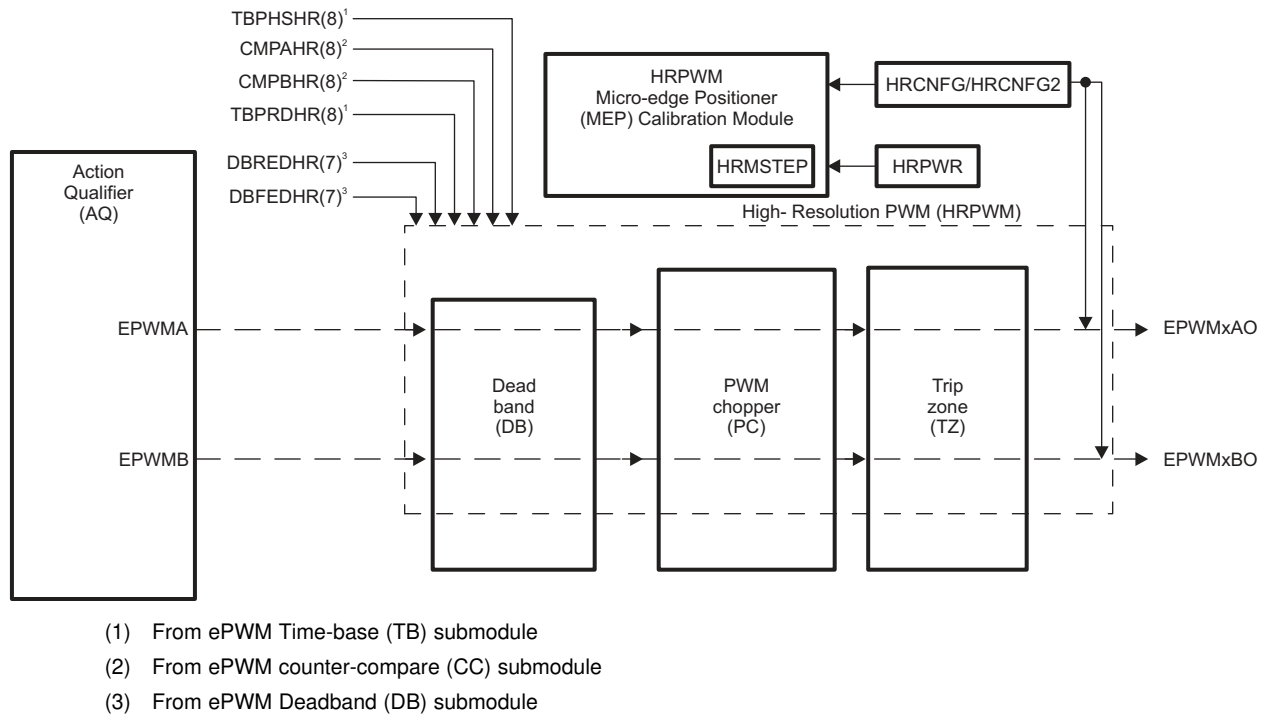 TBPHSHR(8)¹
CMPAHR(8)²
CMPBHR(8)²
TBPRDHR(8)¹
DBREDHR(7)³
DBFEDHR(7)³
HRPWM
Micro-edge Positioner
(MEP) Calibration Module
HRMSTEP
HRCNFG/HRCNFG2
HRPWR
High- Resolution PWM (HRPWM)
Action
Qualifier
(AQ)
EPWMA
EPWMB
Dead
band
(DB)
PWM
chopper
(PC)
Trip
zone
(TZ)
EPWMxAO
EPWMxBO
(1) From ePWM Time-base (TB) submodule
(2) From ePWM counter-compare (CC) submodule
(3) From ePWM Deadband (DB) submodule